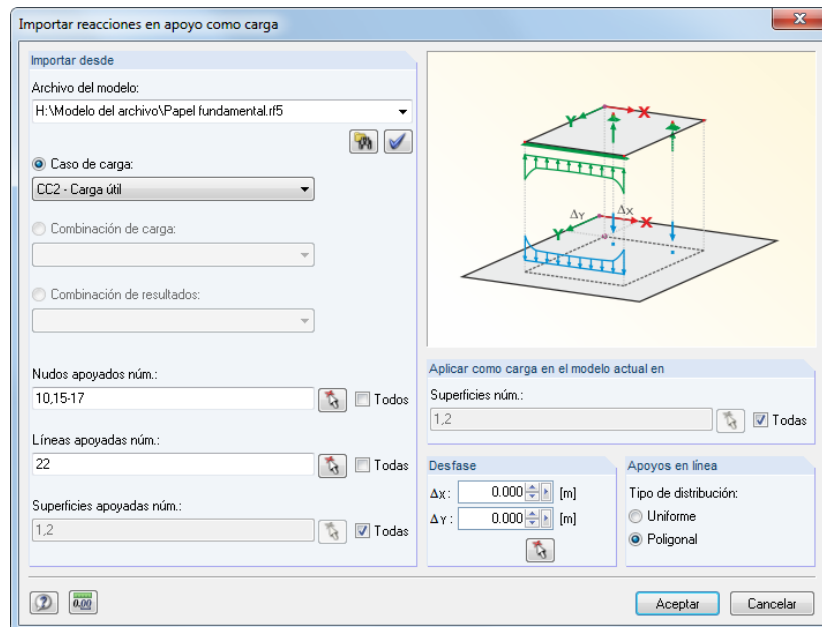 Importar reacciones en apoyo como carga
Importar desde
Archivo del modelo:
H:\Modelo del archivo\Papel fundamental.rf5
Caso de carga:
CC2 - Carga útil
Combinación de carga:
Combinación de resultados:
Nudos apoyados núm.:
10,15-17
Todos
Líneas apoyadas núm.:
22
Todas
Superficies apoyadas núm.:
1,2
Todas
Y
X
ΔY
ΔX
Y
X
Aplicar como carga en el modelo actual en
Superficies núm.:
1,2
Todas
Desfase
ΔX:
0.000
[m]
ΔY:
0.000
[m]
Apoyos en línea
Tipo de distribución:
Uniforme
Poligonal
0.00
Aceptar
Cancelar